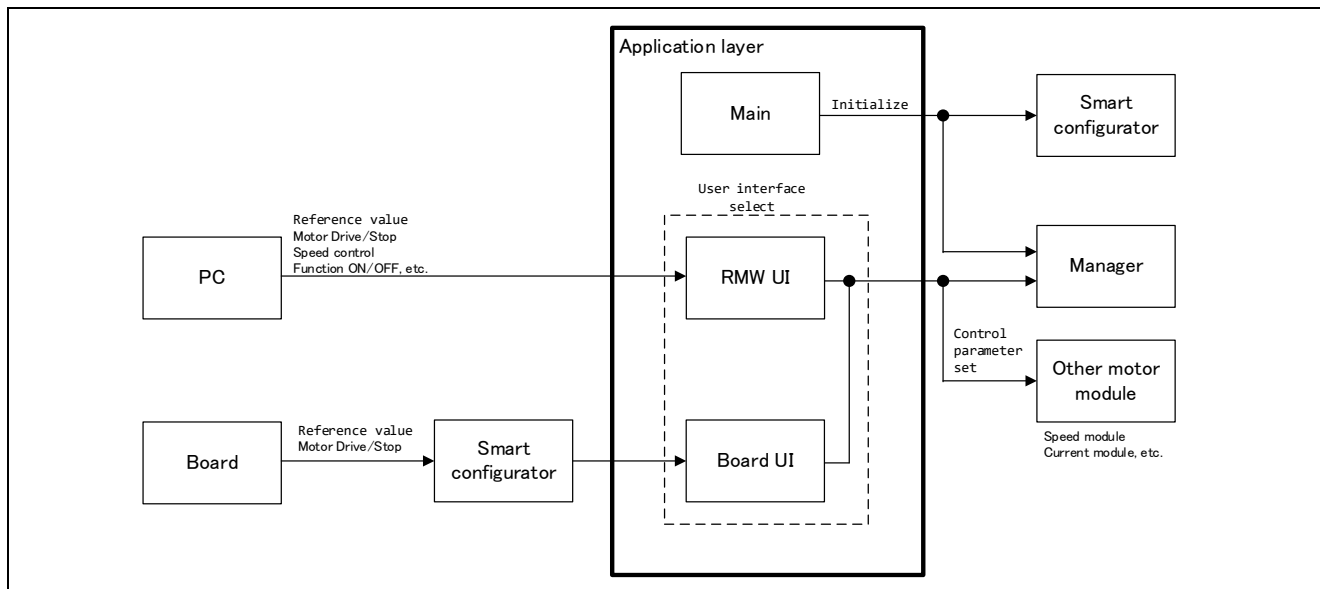 Application layer
Main
Initialize
Smart
configurator
User interface
select
Reference value
Motor Drive/Stop
Speed control
Function ON/OFF, etc.
PC
RMW UI
Manager
Control
parameter
set
Other motor
module
Speed module
Current module, etc.
Reference value
Motor Drive/Stop
Board
Smart
configurator
Board UI